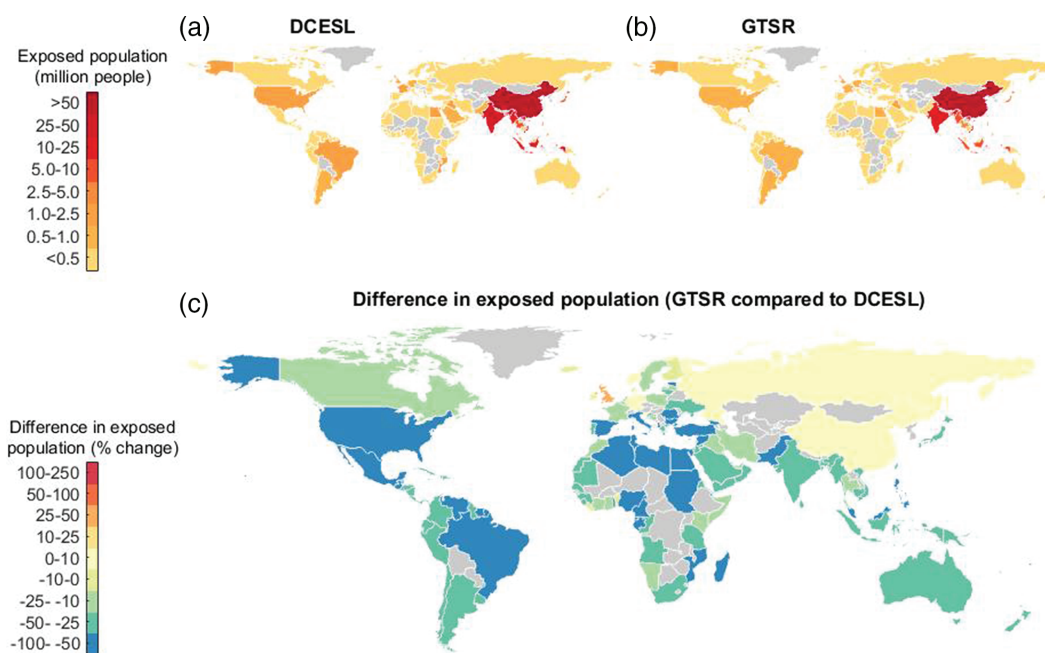 (a)
DCESL
(b)
GTSR
Exposed population
(million people)
>50
25-50
10-25
5.0-10
2.5-5.0
1.0-2.5
0.5-1.0
<0.5
(c)
Difference in exposed population (GTSR compared to DCESL)
Difference in exposed
population (% change)
100-250
50-100
25-50
10-25
0-10
-10-0
-25- -10
-50- -25
-100- -50